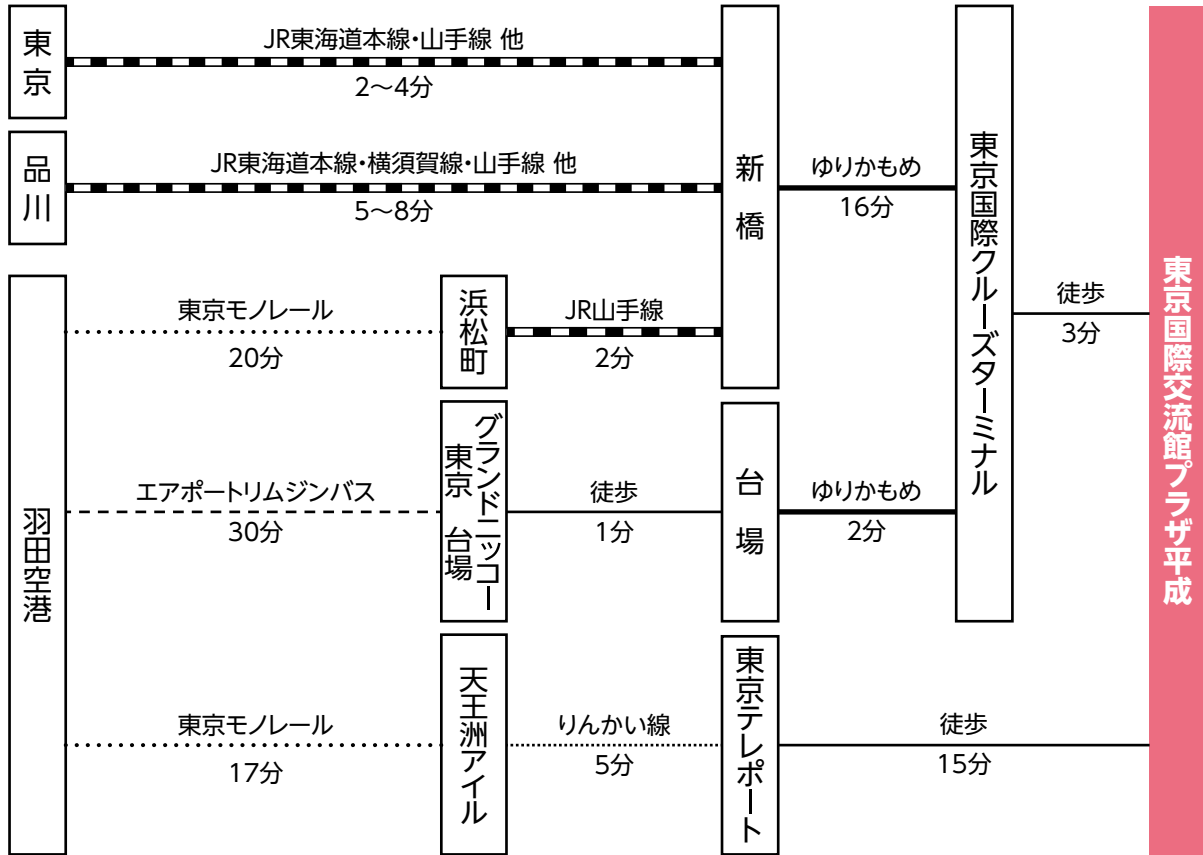 東京
JR東海道本線・山手線 他
2〜4分
品川
JR東海道本線・横須賀線・山手線 他
5〜8分
新橋
ゆりかもめ
16分
東京国際クルーズターミナル
徒歩
3分
東京国際交流館プラザ平成
羽田空港
東京モノレール
20分
浜松町
JR山手線
2分
エアポートリムジンバス
30分
グランドニッコー
東京 台場
徒歩
1分
台場
ゆりかもめ
2分
東京モノレール
17分
天王洲アイル
りんかい線
5分
東京テレポート
徒歩
15分